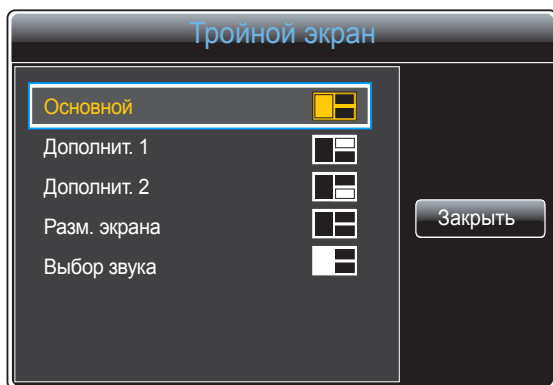 Тройной экран
Основной
Дополнит. 1
Дополнит. 2
Разм. экрана
Выбор звука
Закрыть